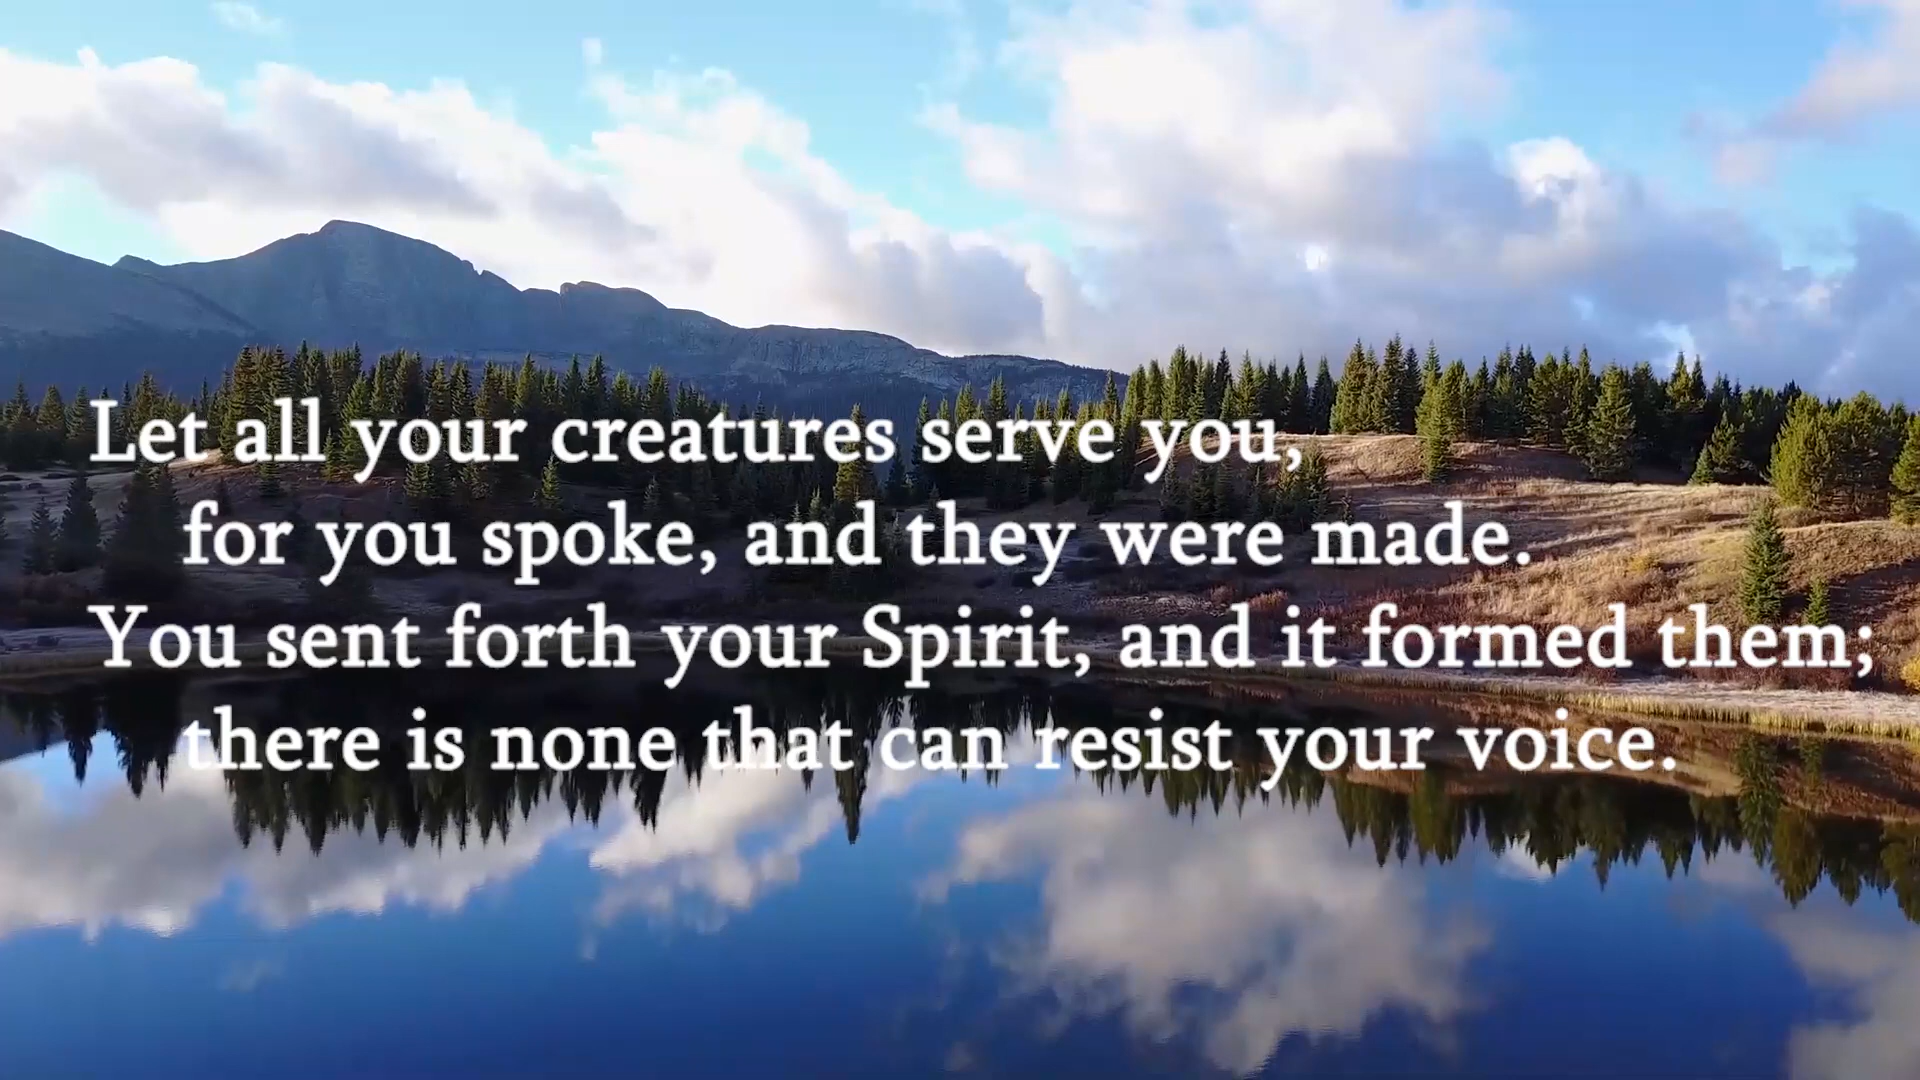 Let all your creatures serve you,
for you spoke, and they were made.
You sent forth your Spirit, and it formed them;
there is none that can resist your voice.